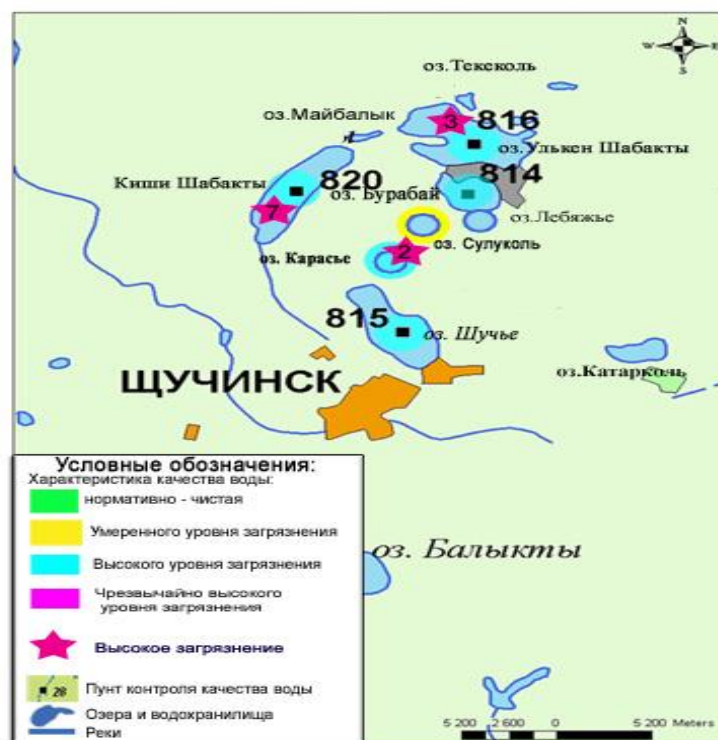 N
W E
S
оз.Текеколь
оз.Майбалык
3 816
оз.Улькен Шабакты
Киши Шабакты 820 814
оз. Бурабай
7
оз.Лебяжье
оз. Сулуколь
2
оз. Карасье
815
оз. Шучье
ЩУЧИНСК
оз.Катарколь
Условные обозначения:
Характеристика качества воды:
нормативно - чистая
Умеренного уровня загрязнения
Высокого уровня загрязнения
Чрезвычайно высокого
уровня загрязнения
Высокое загрязнение
28 Пункт контроля качества воды
Озера и водохранилища
Реки
оз. Балыкты
5 200 2 600 0 5 200 Meters